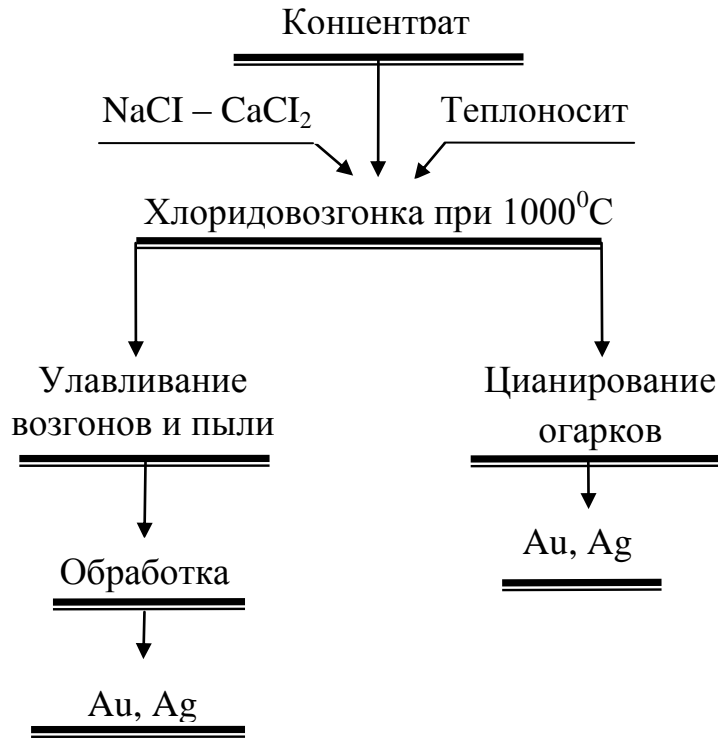 Концентрат
NaCI – CaCI₂
Теплоносит
Хлоридовозгонка при 1000⁰С
Улавливание
возгонов и пыли
Цианирование
огарков
Обработка
Au, Ag
Au, Ag